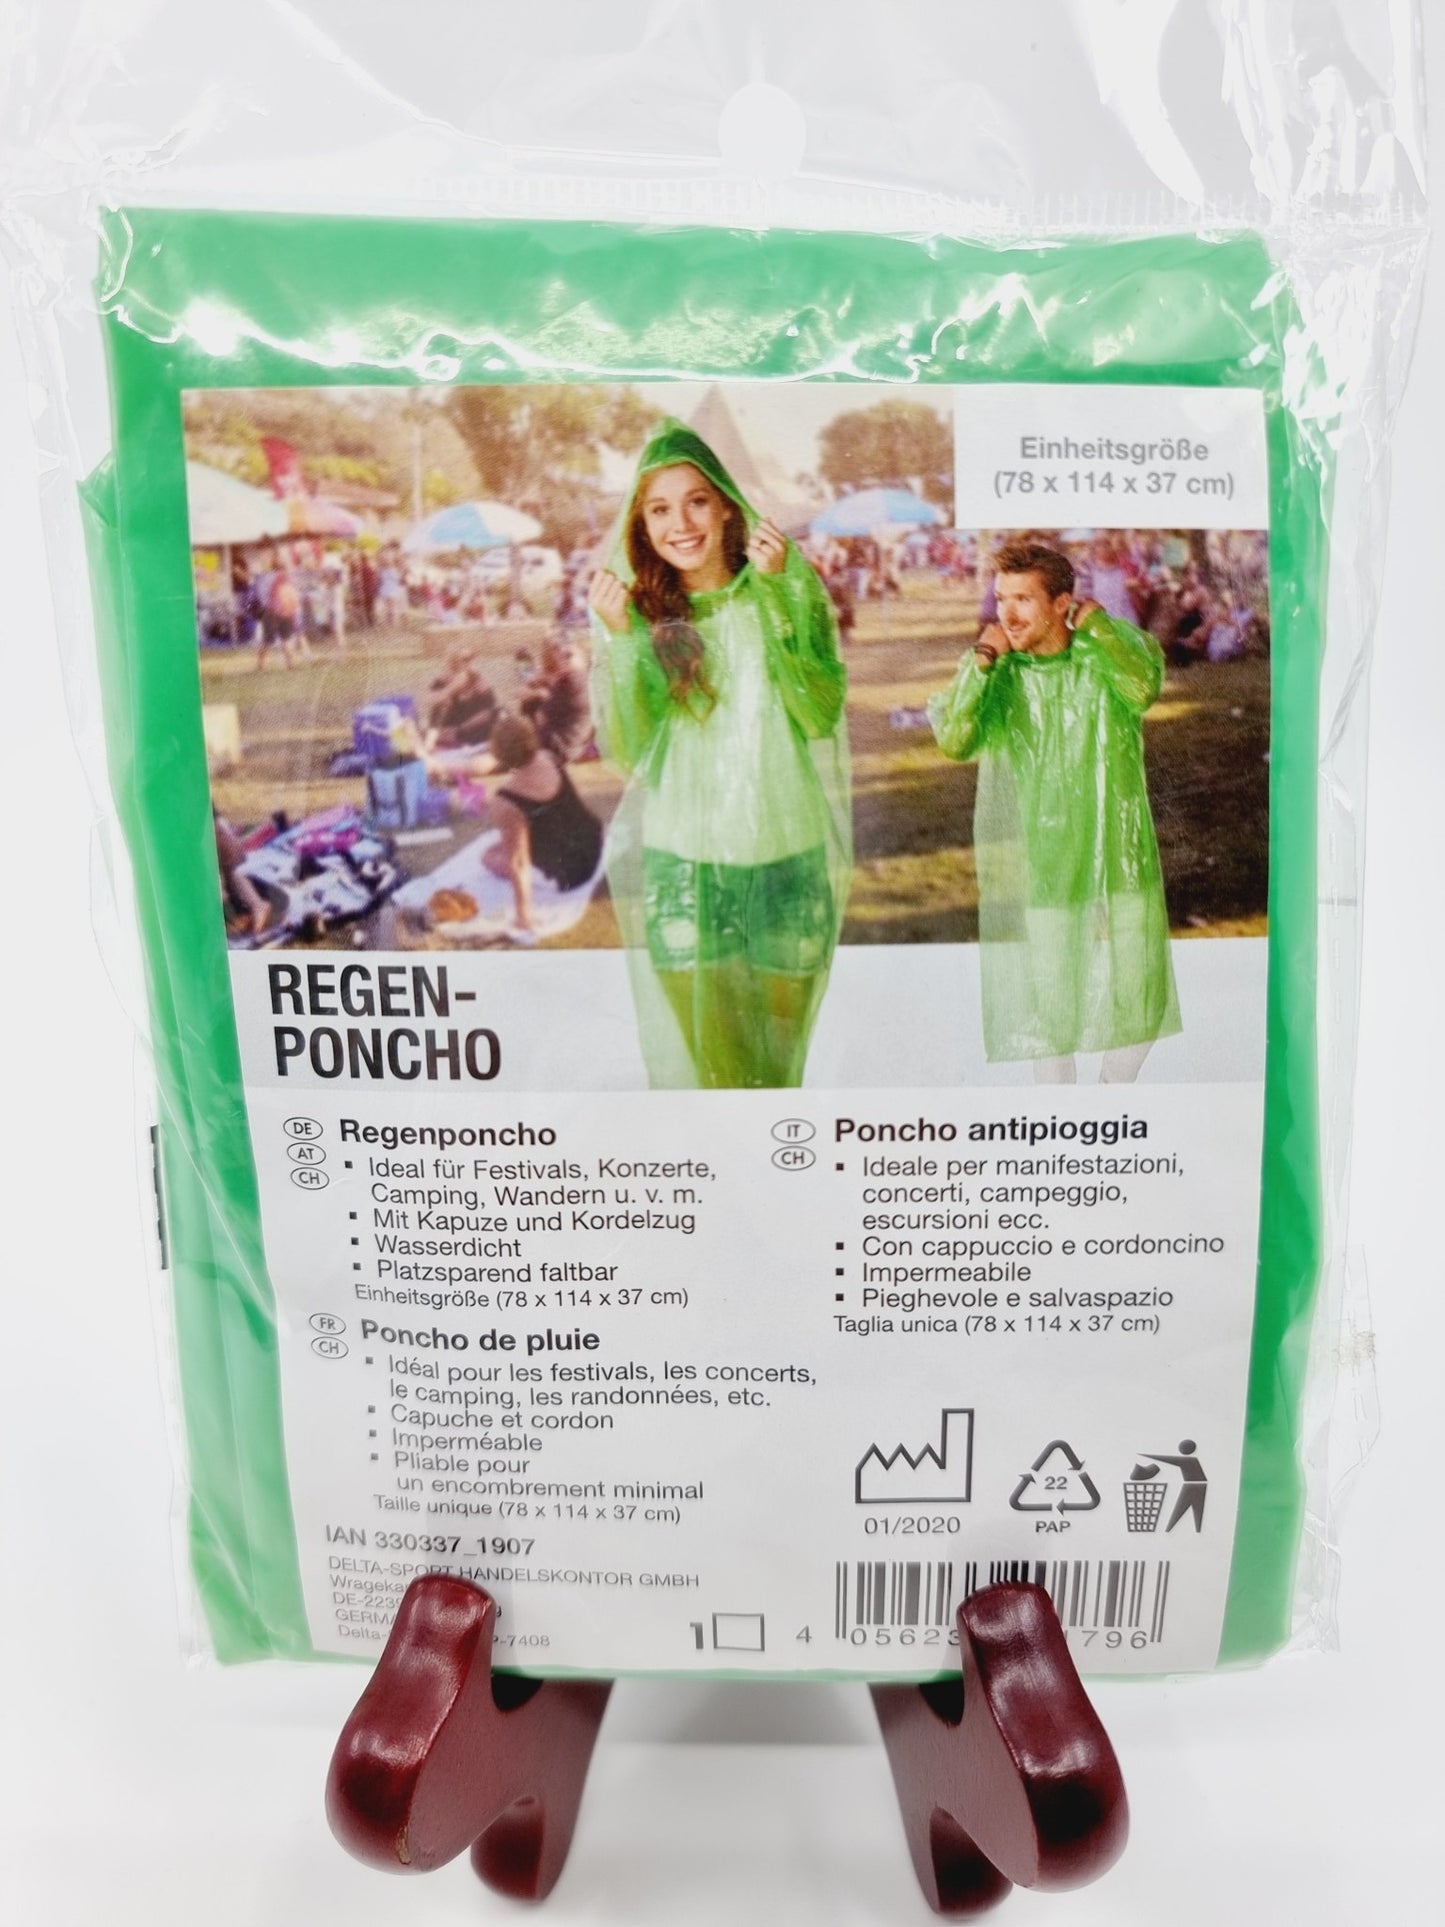 Einheitsgröße
(78 x 114 x 37 cm)
REGEN-
PONCHO
DE
AT
CH
Regenponcho
▪ Ideal für Festivals, Konzerte,
Camping, Wandern u. v. m.
▪ Mit Kapuze und Kordelzug
▪ Wasserdicht
▪ Platzsparend faltbar
Einheitsgröße (78 x 114 x 37 cm)
FR
CH
Poncho de pluie
▪ Idéal pour les festivals, les concerts,
le camping, les randonnées, etc.
▪ Capuche et cordon
▪ Imperméable
▪ Pliable pour
un encombrement minimal
Taille unique (78 x 114 x 37 cm)
IT
CH
Poncho antipioggia
▪ Ideale per manifestazioni,
concerti, campeggio,
escursioni ecc.
▪ Con cappuccio e cordoncino
▪ Impermeabile
▪ Pieghevole e salvaspazio
Taglia unica (78 x 114 x 37 cm)
01/2020
22
PAP
IAN 330337_1907
DELTA-SPORT HANDELSKONTOR GMBH
1
4